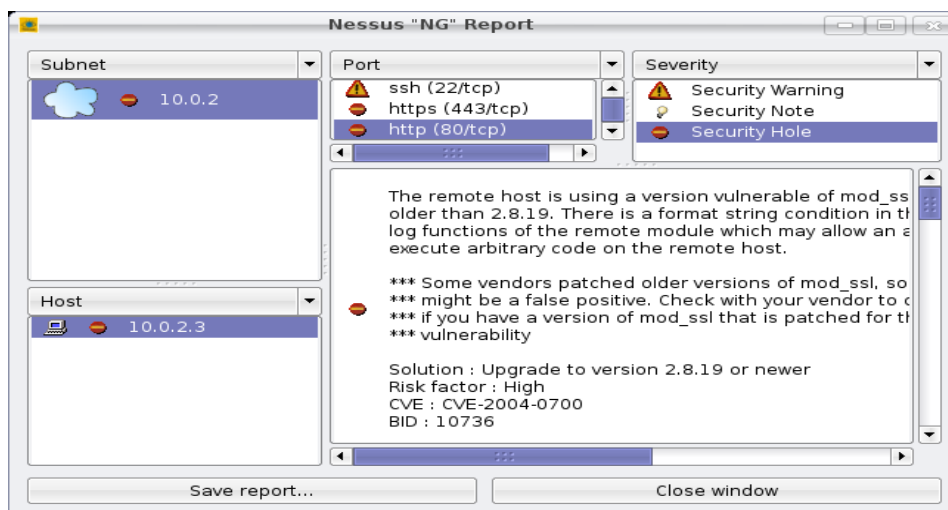 Nessus "NG" Report
Subnet
10.0.2
Port
ssh (22/tcp)
https (443/tcp)
http (80/tcp)
Severity
Security Warning
Security Note
Security Hole
Host
10.0.2.3
The remote host is using a version vulnerable of mod_ss
older than 2.8.19. There is a format string condition in
log functions of the remote module which may allow an
execute arbitrary code on the remote host.
*** Some vendors patched older versions of mod_ssl, so
*** might be a false positive. Check with your vendor to
*** if you have a version of mod_ssl that is patched for
*** vulnerability
Solution : Upgrade to version 2.8.19 or newer
Risk factor : High
CVE : CVE-2004-0700
BID : 10736
Save report...
Close window